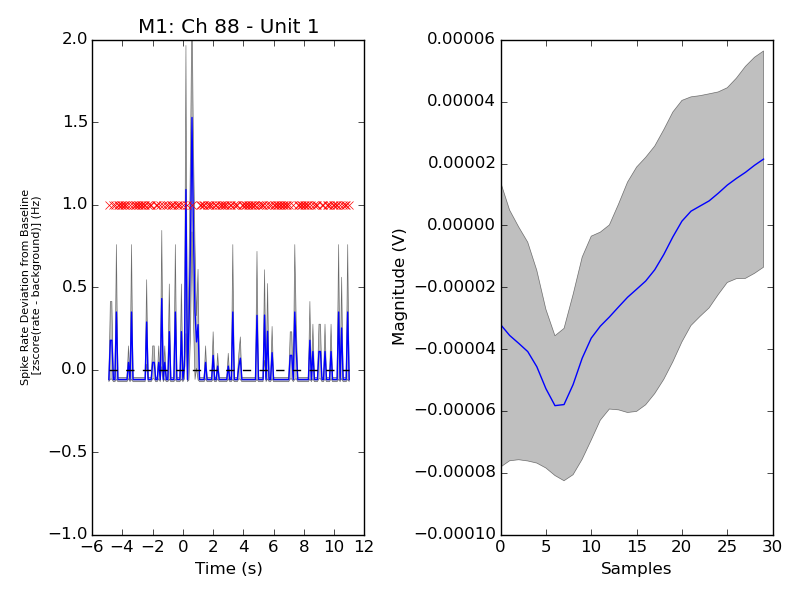 M1: Ch 88 - Unit 1
2.0
1.5
1.0
0.5
0.0
−0.5
−1.0
−6 −4 −2 0 2 4 6 8 10 12
Time (s)
Spike Rate Deviation from Baseline
[zscore(rate - background)] (Hz)
0.00006
0.00004
0.00002
0.00000
−0.00002
−0.00004
−0.00006
−0.00008
−0.00010
0 5 10 15 20 25 30
Samples
Magnitude (V)